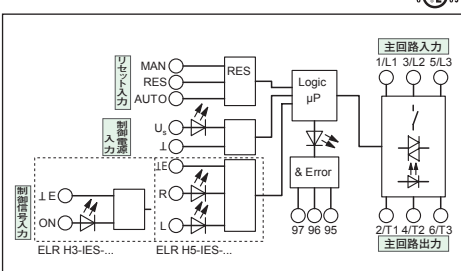 主回路入力
1/L1 3/L2 5/L3
リセット入力
MAN
RES
AUTO
RES
Logic
µP
制御電源入力
Us
⊥
制御信号入力
⊥E
ON
⊥E
R
L
& Error
97 96 95
ELR H3-IES-...
ELR H5-IES-...
2/T1 4/T2 6/T3
主回路出力